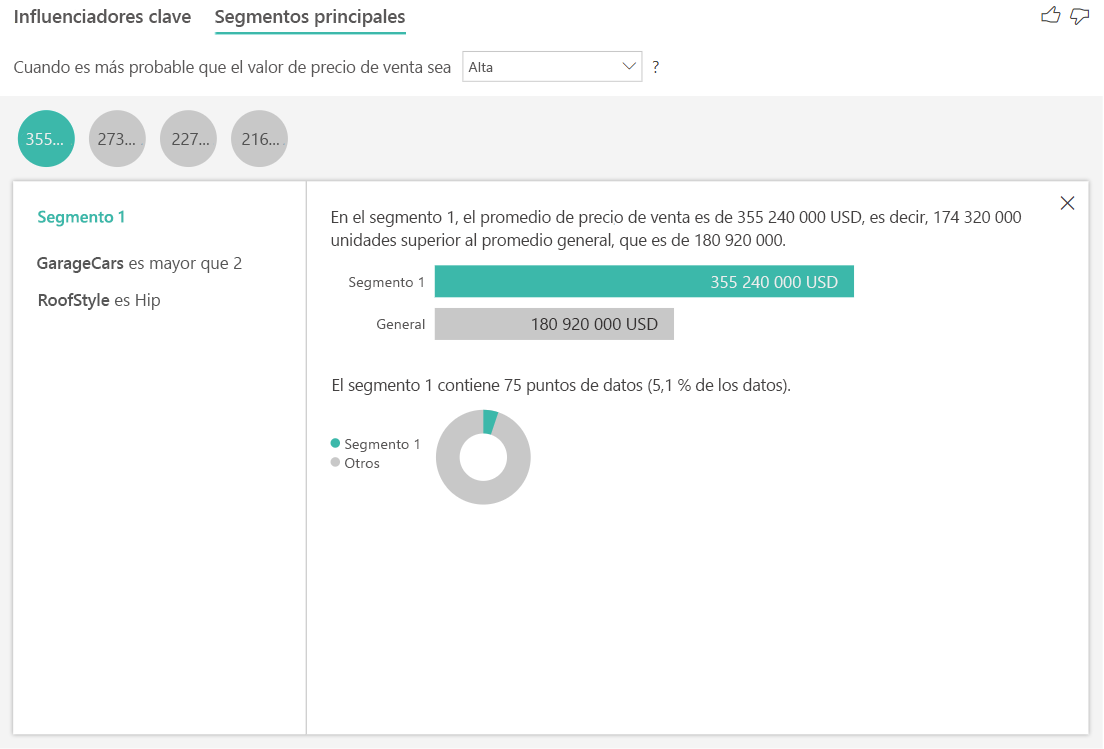 Influenciadores clave Segmentos principales
Cuando es más probable que el valor de precio de venta sea Alta ?
355... 273... 227... 216...
Segmento 1
GarageCars es mayor que 2
RoofStyle es Hip
En el segmento 1, el promedio de precio de venta es de 355 240 000 USD, es decir, 174 320 000
unidades superior al promedio general, que es de 180 920 000.
Segmento 1 355 240 000 USD
General 180 920 000 USD
El segmento 1 contiene 75 puntos de datos (5,1 % de los datos).
Segmento 1
Otros